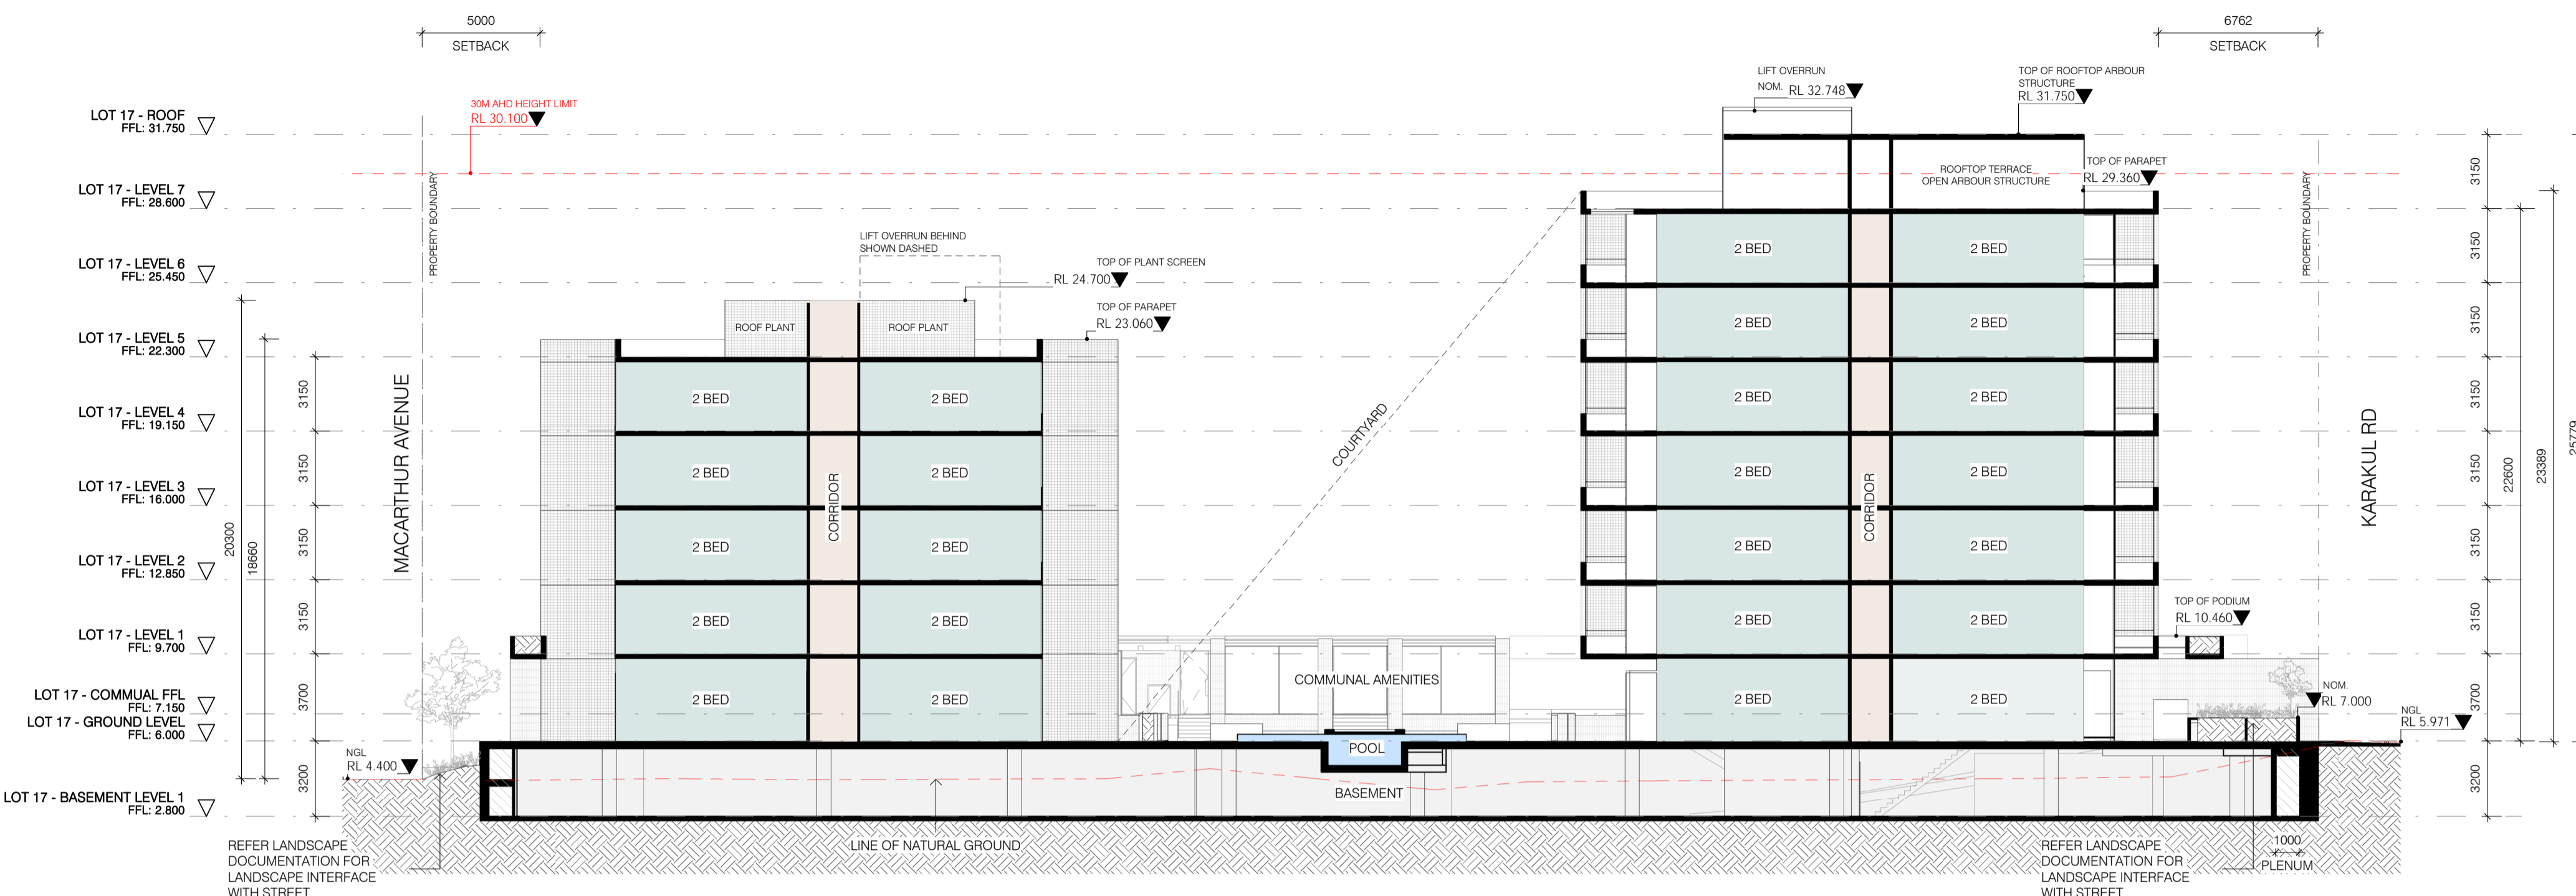 5000
SETBACK
6762
SETBACK
LOT 17 - ROOF
FFL: 31.750
LOT 17 - LEVEL 7
FFL: 28.600
LOT 17 - LEVEL 6
FFL: 25.450
LOT 17 - LEVEL 5
FFL: 22.300
LOT 17 - LEVEL 4
FFL: 19.150
LOT 17 - LEVEL 3
FFL: 16.000
LOT 17 - LEVEL 2
FFL: 12.850
LOT 17 - LEVEL 1
FFL: 9.700
LOT 17 - COMMUAL FFL
FFL: 7.150
LOT 17 - GROUND LEVEL
FFL: 6.000
LOT 17 - BASEMENT LEVEL 1
FFL: 2.800
20300
18660
3150
3150
3150
3150
3700
3200
30M AHD HEIGHT LIMIT
RL 30.100
PROPERTY BOUNDARY
MACARTHUR AVENUE
NGL
RL 4.400
REFER LANDSCAPE
DOCUMENTATION FOR
LANDSCAPE INTERFACE
WITH STREET
LIFT OVERRUN BEHIND
SHOWN DASHED
TOP OF PLANT SCREEN
RL 24.700
TOP OF PARAPET
RL 23.060
ROOF PLANT
ROOF PLANT
2 BED
2 BED
2 BED
2 BED
2 BED
2 BED
2 BED
2 BED
2 BED
2 BED
CORRIDOR
COURTYARD
COMMUNAL AMENITIES
POOL
BASEMENT
LINE OF NATURAL GROUND
LIFT OVERRUN
NOM. RL 32.748
TOP OF ROOFTOP ARBOUR
STRUCTURE
RL 31.750
ROOFTOP TERRACE
OPEN ARBOUR STRUCTURE
TOP OF PARAPET
RL 29.360
2 BED
2 BED
2 BED
2 BED
2 BED
2 BED
2 BED
2 BED
2 BED
2 BED
2 BED
2 BED
2 BED
2 BED
CORRIDOR
PROPERTY BOUNDARY
KARAKUL RD
TOP OF PODIUM
RL 10.460
NOM.
RL 7.000
NGL
RL 5.971
3150
3150
3150
3150
3150
3150
3150
3700
3200
22600
23389
25779
1000
PLENUM
REFER LANDSCAPE
DOCUMENTATION FOR
LANDSCAPE INTERFACE
WITH STREET